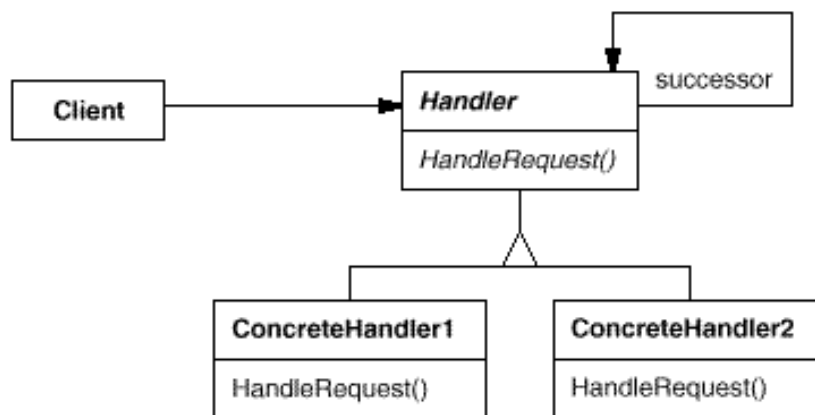 successor
Client
Handler
HandleRequest()
ConcreteHandler1
ConcreteHandler2
HandleRequest()
HandleRequest()